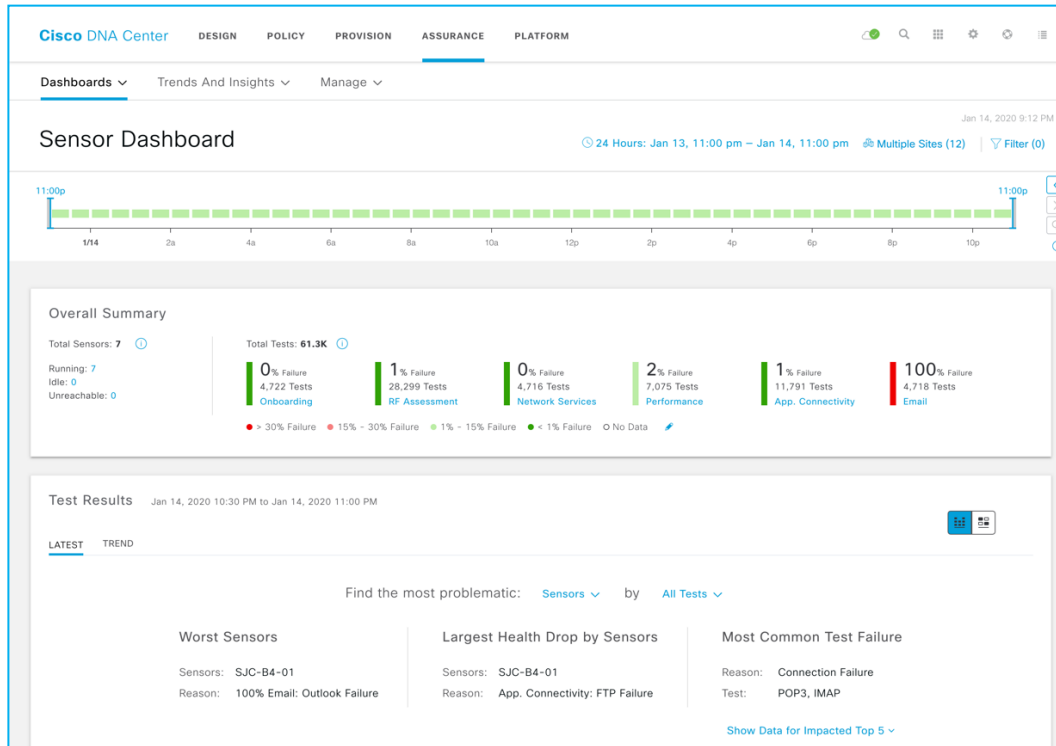 Cisco DNA Center DESIGN POLICY PROVISION ASSURANCE PLATFORM
Dashboards Trends And Insights Manage
Jan 14, 2020 9:12 PM
Sensor Dashboard 24 Hours: Jan 13, 11:00 pm – Jan 14, 11:00 pm Multiple Sites (12) Filter (0)
11:00p 11:00p
1/14 2a 4a 6a 8a 10a 12p 2p 4p 6p 8p 10p
Overall Summary
Total Sensors: 7 Total Tests: 61.3K
Running: 7
Idle: 0
Unreachable: 0
0% Failure 1% Failure 0% Failure 2% Failure 1% Failure 100% Failure
4,722 Tests 28,299 Tests 4,716 Tests 7,075 Tests 11,791 Tests 4,718 Tests
Onboarding RF Assessment Network Services Performance App. Connectivity Email
> 30% Failure 15% - 30% Failure 1% - 15% Failure < 1% Failure No Data
Test Results Jan 14, 2020 10:30 PM to Jan 14, 2020 11:00 PM
LATEST TREND
Find the most problematic: Sensors by All Tests
Worst Sensors Largest Health Drop by Sensors Most Common Test Failure
Sensors: SJC-B4-01 Sensors: SJC-B4-01 Reason: Connection Failure
Reason: 100% Email: Outlook Failure Reason: App. Connectivity: FTP Failure Test: POP3, IMAP
Show Data for Impacted Top 5